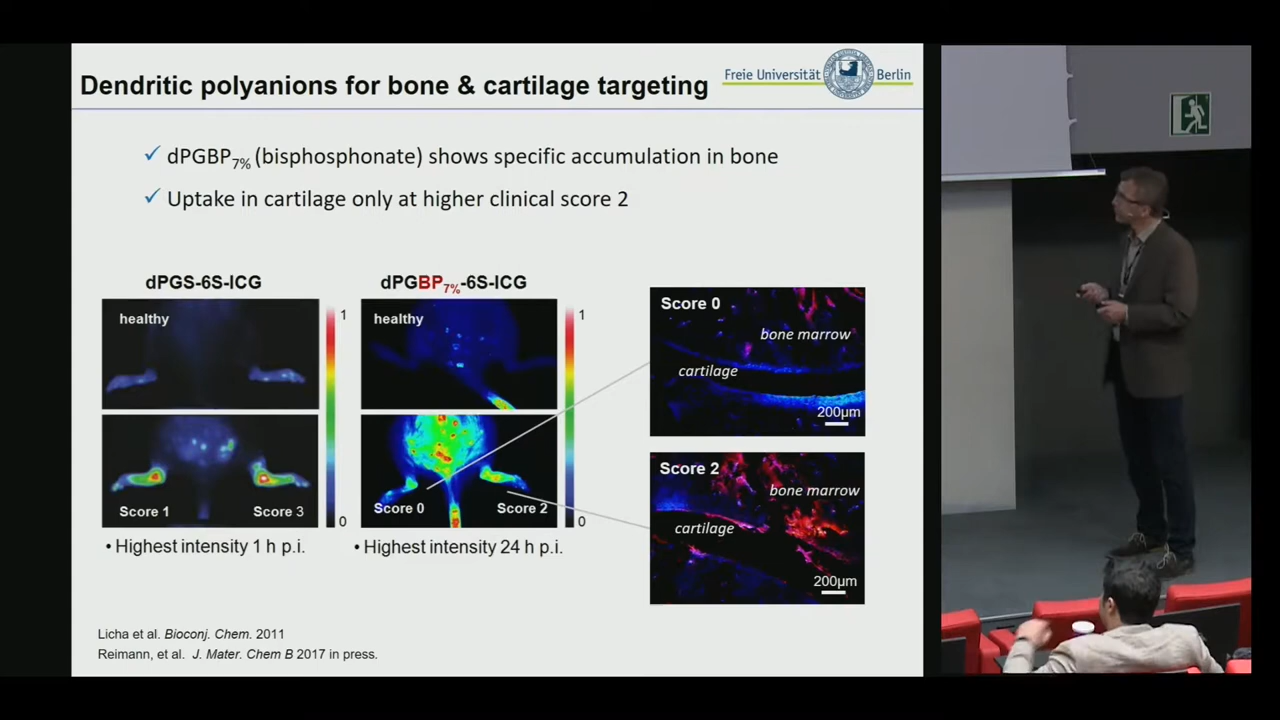 Dendritic polyanions for bone & cartilage targeting
Freie Universität Berlin
✓ dPGBP7% (bisphosphonate) shows specific accumulation in bone
✓ Uptake in cartilage only at higher clinical score 2
dPGS-6S-ICG
dPGBP7%-6S-ICG
healthy
1
healthy
1
Score 1
Score 3
0
Score 0
Score 2
0
• Highest intensity 1 h p.i.
• Highest intensity 24 h p.i.
Score 0
bone marrow
cartilage
200µm
Score 2
bone marrow
cartilage
200µm
Licha et al. Bioconj. Chem. 2011
Reimann, et al. J. Mater. Chem B 2017 in press.